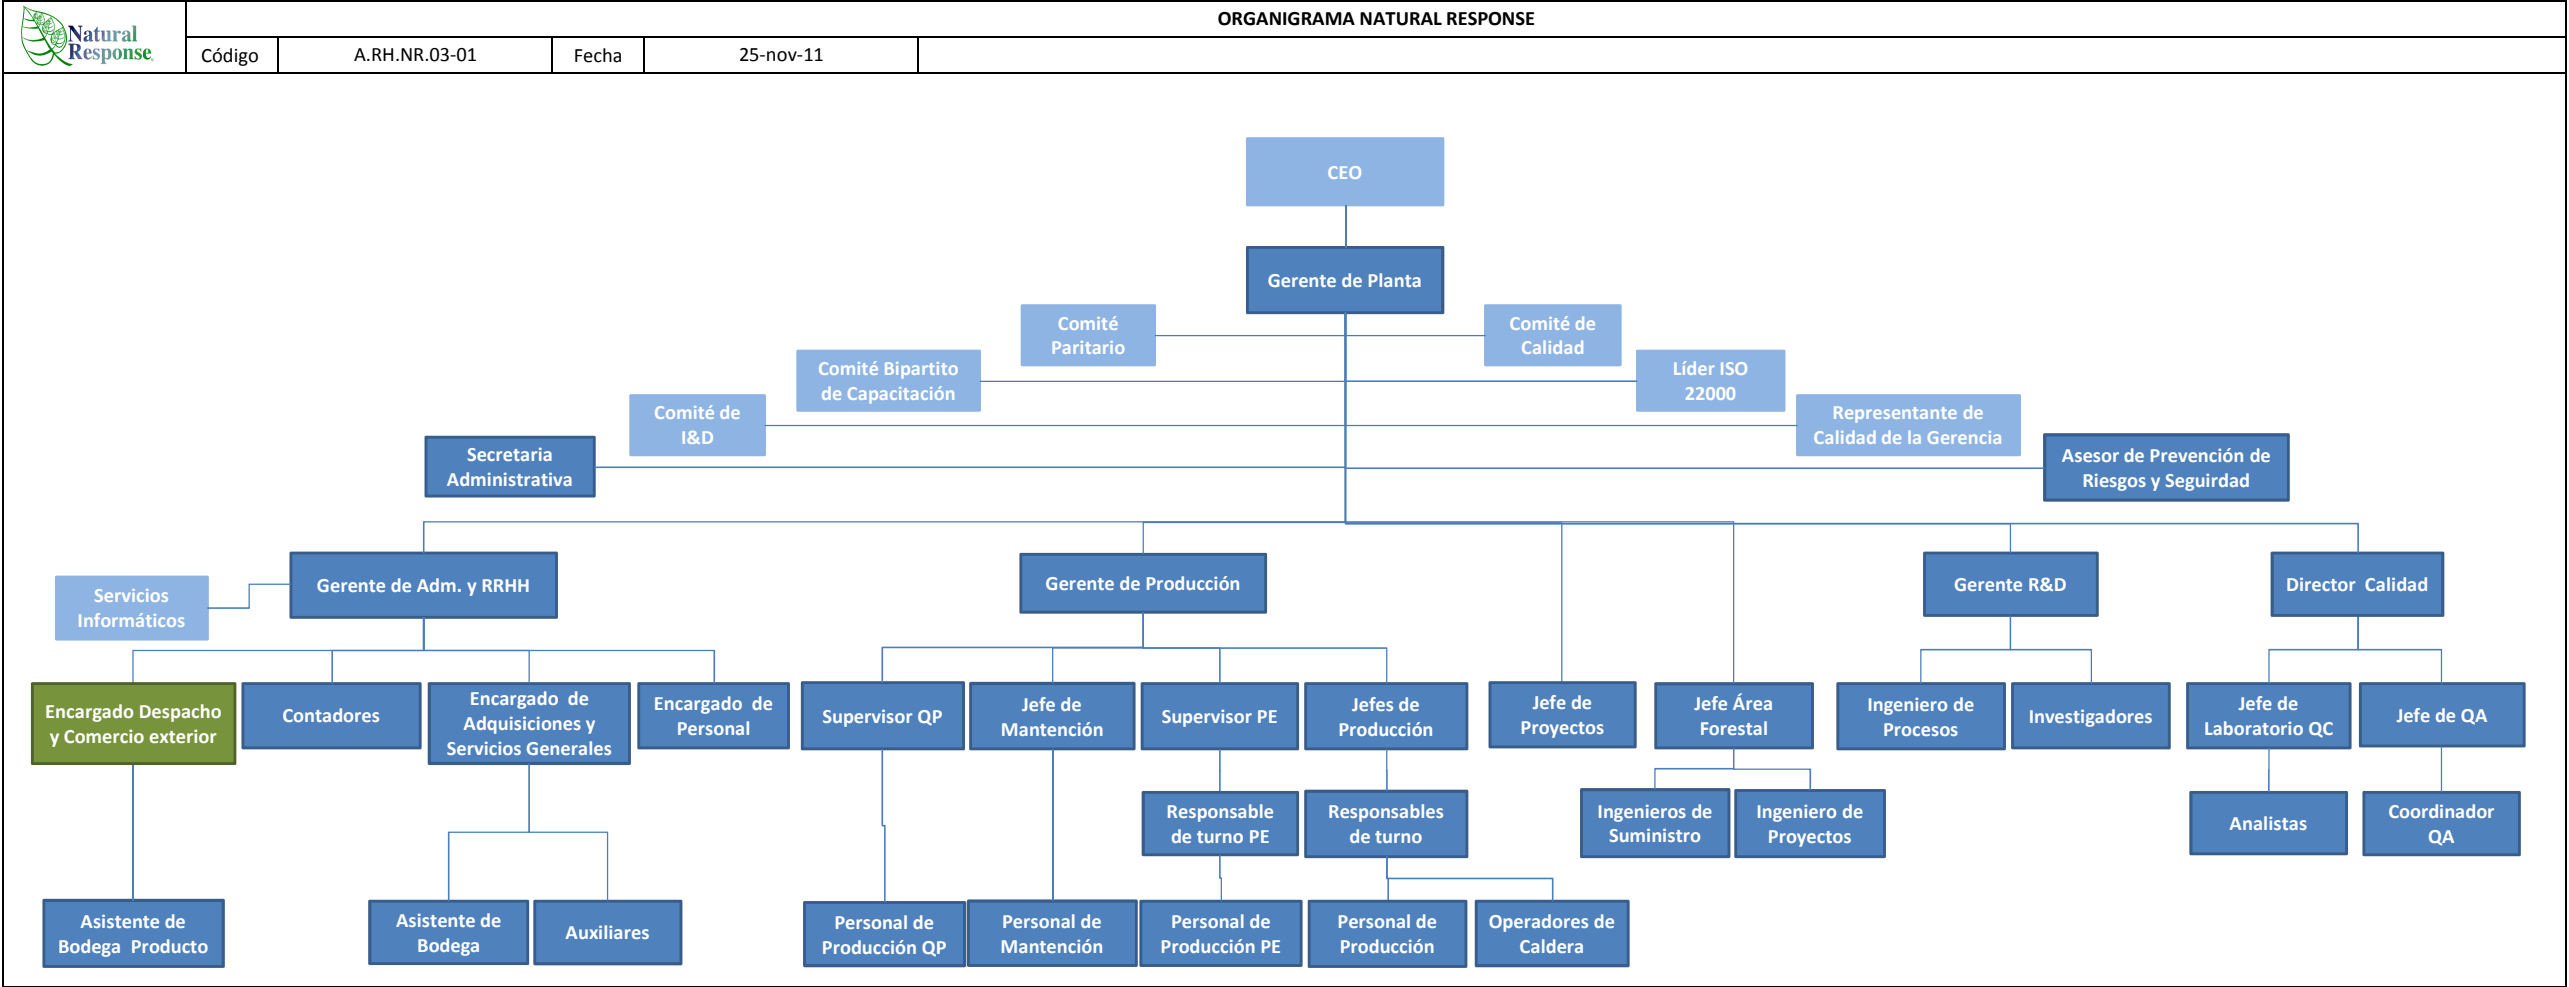 Natural
Response
ORGANIGRAMA NATURAL RESPONSE
Código
A.RH.NR.03-01
Fecha
25-nov-11
CEO
Gerente de Planta
Comité
Paritario
Comité de
Calidad
Comité Bipartito
de Capacitación
Líder ISO
22000
Comité de
I&D
Representante de
Calidad de la Gerencia
Secretaria
Administrativa
Asesor de Prevención de
Riesgos y Seguirdad
Servicios
Informáticos
Gerente de Adm. y RRHH
Gerente de Producción
Gerente R&D
Director Calidad
Encargado Despacho
y Comercio exterior
Contadores
Encargado de
Adquisiciones y
Servicios Generales
Encargado de
Personal
Supervisor QP
Jefe de
Mantención
Supervisor PE
Jefes de
Producción
Jefe de
Proyectos
Jefe Área
Forestal
Ingeniero de
Procesos
Investigadores
Jefe de
Laboratorio QC
Jefe de QA
Responsable
de turno PE
Responsables
de turno
Ingenieros de
Suministro
Ingeniero de
Proyectos
Analistas
Coordinador
QA
Asistente de
Bodega Producto
Asistente de
Bodega
Auxiliares
Personal de
Producción QP
Personal de
Mantención
Personal de
Producción PE
Personal de
Producción
Operadores de
Caldera